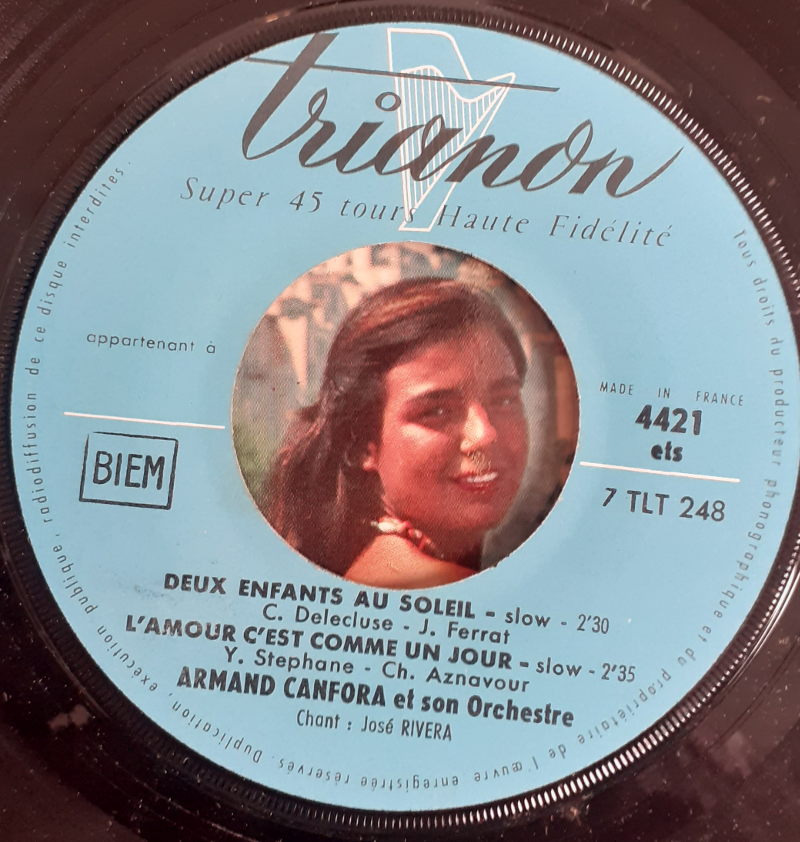 trianon
Super 45 tours Haute Fidélité
appartenant à
BIEM
MADE IN FRANCE
4421
ets
7 TLT 248
DEUX ENFANTS AU SOLEIL - slow - 2'30
C. Delecluse - J. Ferrat
L'AMOUR C'EST COMME UN JOUR - slow - 2'35
Y. Stephane - Ch. Aznavour
ARMAND CANFORA et son Orchestre
Chant : José RIVERA
Tous droits du producteur phonographique et du propriétaire de l'œuvre enregistrée réservés. Duplication, exécution publique, radiodiffusion de ce disque interdites.